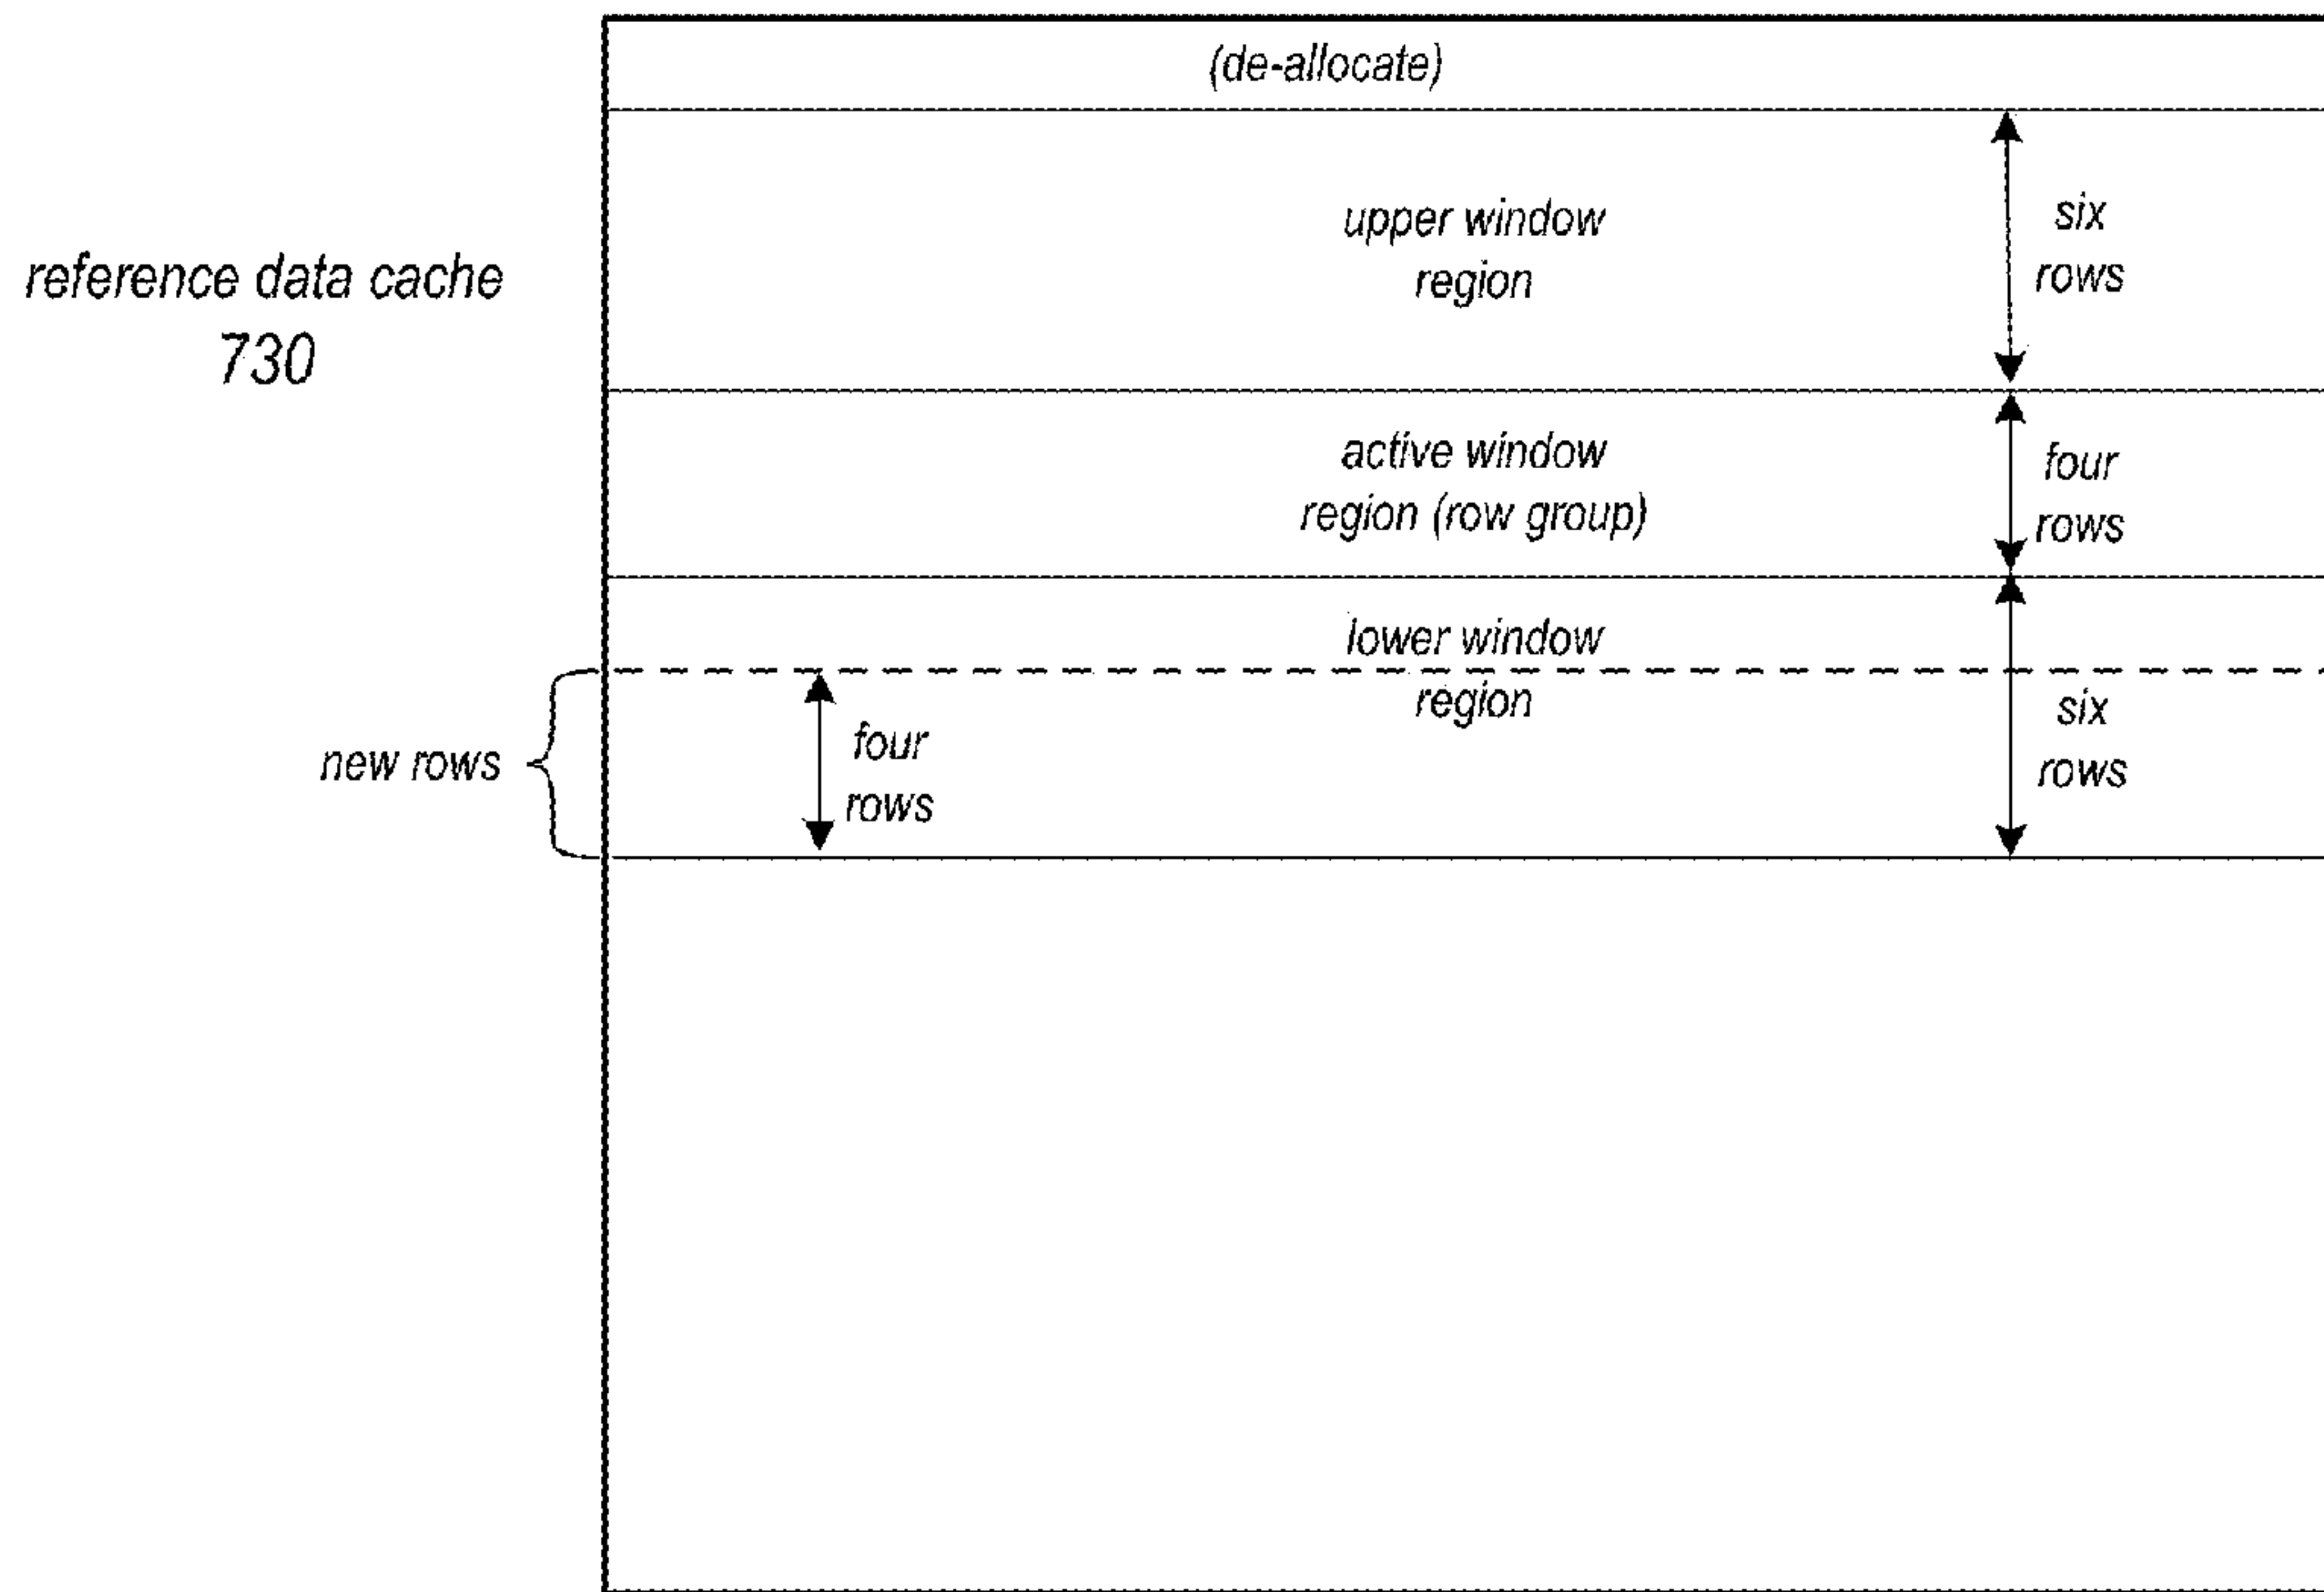 (de-allocate)
reference data cache
730
upper window
region
six
rows
active window
region (row group)
four
rows
lower window
region
six
rows
new rows
four
rows